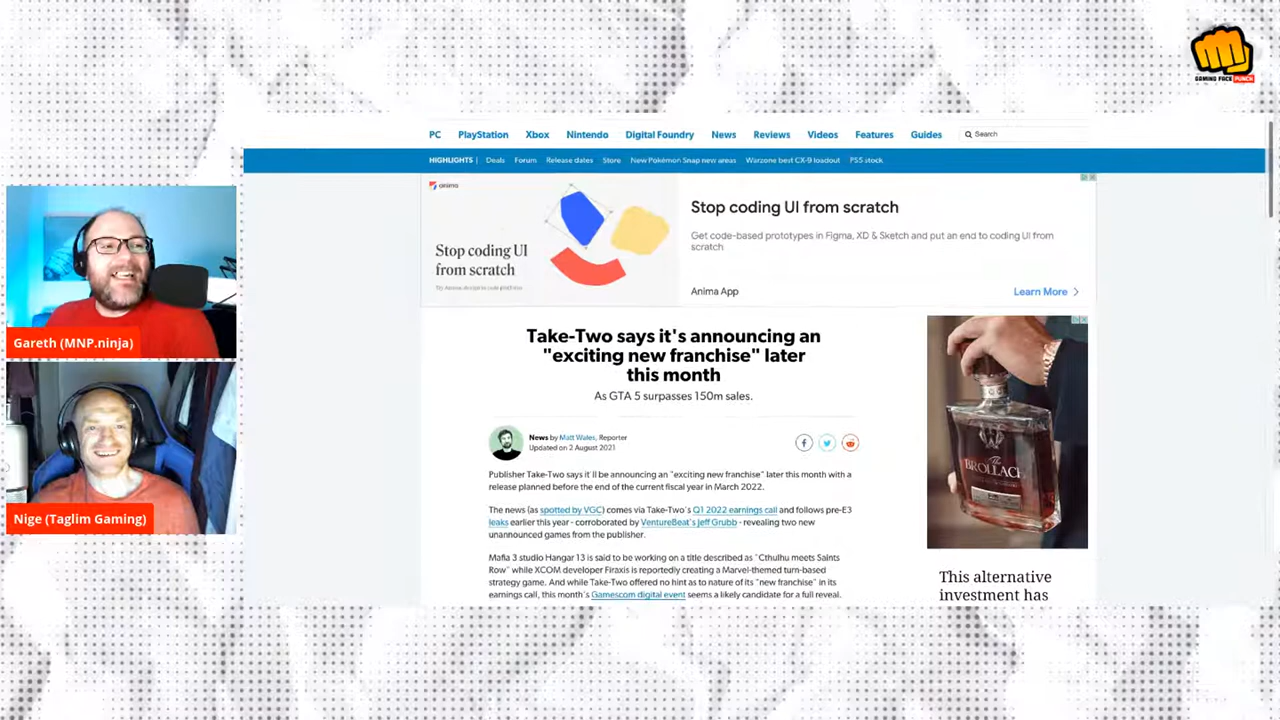 GAMING FACE PUNCH
PC PlayStation Xbox Nintendo Digital Foundry News Reviews Videos Features Guides Search
HIGHLIGHTS | Deals Forum Release dates Store New Pokémon Snap new areas Warzone best CX-9 loadout PS5 stock
anima
Stop coding UI
from scratch
Stop coding UI from scratch
Get code-based prototypes in Figma, XD & Sketch and put an end to coding UI from
scratch
Anima App
Learn More
Take-Two says it's announcing an
"exciting new franchise" later
this month
As GTA 5 surpasses 150m sales.
News by Matt Wales, Reporter
Updated on 2 August 2021
Publisher Take-Two says it'll be announcing an "exciting new franchise" later this month with a
release planned before the end of the current fiscal year in March 2022.
The news (as spotted by VGC) comes via Take-Two's Q1 2022 earnings call and follows pre-E3
leaks earlier this year - corroborated by VentureBeat's Jeff Grubb - revealing two new
unannounced games from the publisher.
Mafia 3 studio Hangar 13 is said to be working on a title described as "Cthulhu meets Saints
Row" while XCOM developer Firaxis is reportedly creating a Marvel-themed turn-based
strategy game. And while Take-Two offered no hint as to nature of its "new franchise" in its
earnings call, this month's Gamescom digital event seems a likely candidate for a full reveal.
The
BROLLACH
This alternative
investment has
Gareth (MNP.ninja)
Nige (Taglim Gaming)